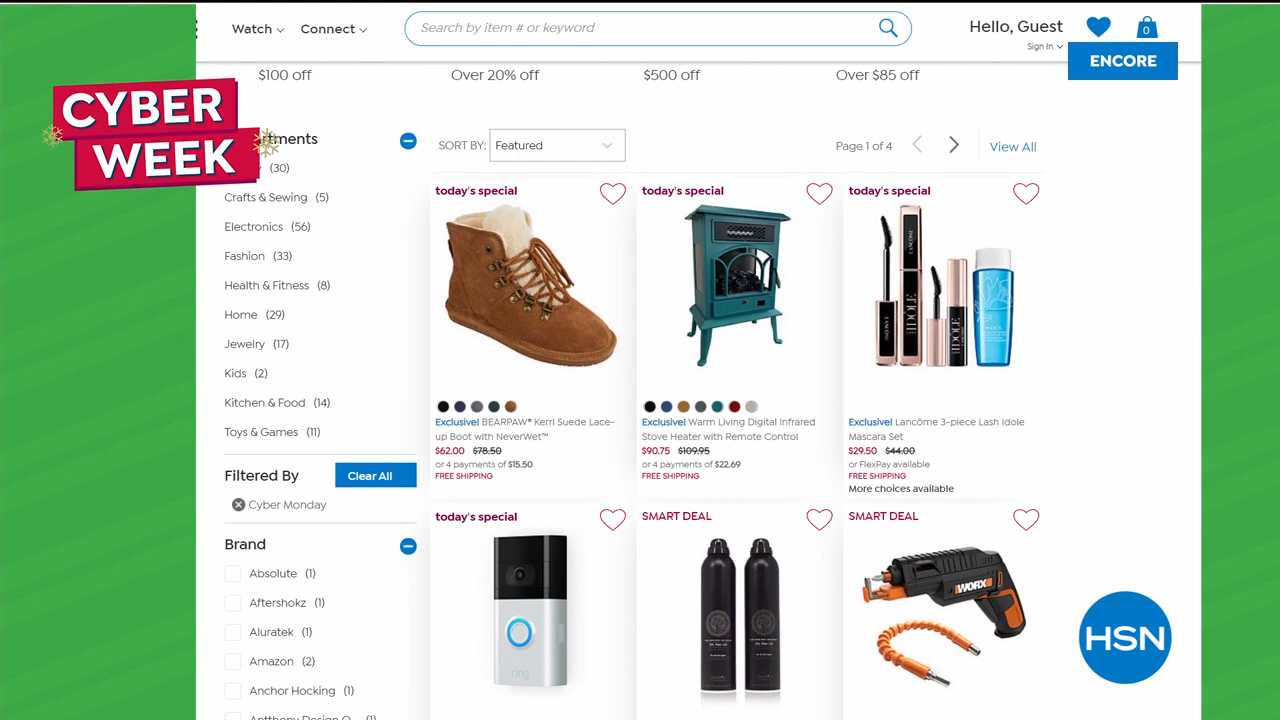 Watch
Connect
Search by item # or keyword
Hello, Guest
Sign In
0
ENCORE
$100 off
Over 20% off
$500 off
Over $85 off
CYBER
WEEK
rtments
(30)
Crafts & Sewing (5)
Electronics (56)
Fashion (33)
Health & Fitness (8)
Home (29)
Jewelry (17)
Kids (2)
Kitchen & Food (14)
Toys & Games (11)
Filtered By
Clear All
Cyber Monday
Brand
Absolute (1)
Aftershokz (1)
Aluratek (1)
Amazon (2)
Anchor Hocking (1)
SORT BY: Featured
Page 1 of 4
View All
today's special
Exclusive! BEARPAW® Kerri Suede Lace-
up Boot with NeverWet™
$62.00 $78.50
or 4 payments of $15.50
FREE SHIPPING
today's special
Exclusive! Warm Living Digital Infrared
Stove Heater with Remote Control
$90.75 $109.95
or 4 payments of $22.69
FREE SHIPPING
today's special
LANCÔME
IDÔLE
Exclusive! Lancôme 3-piece Lash Idole
Mascara Set
$29.50 $44.00
or FlexPay available
FREE SHIPPING
More choices available
today's special
ring
SMART DEAL
SMART DEAL
WORX
HSN